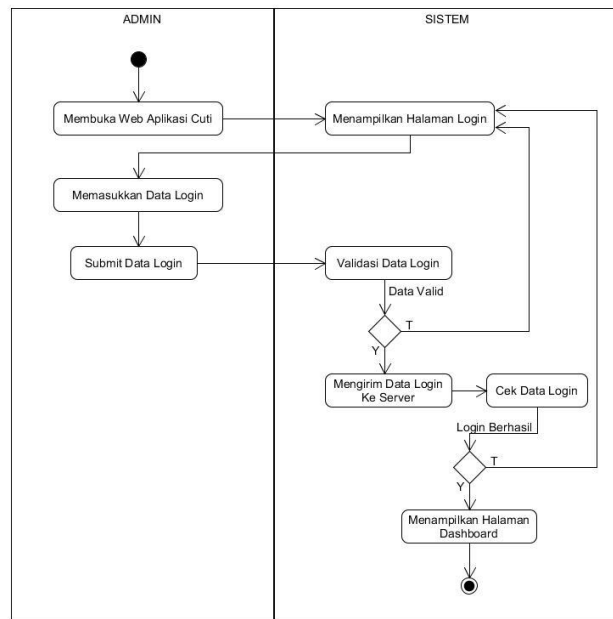 ADMIN
SISTEM
Membuka Web Aplikasi Cuti
Menampilkan Halaman Login
Memasukkan Data Login
Submit Data Login
Validasi Data Login
Data Valid
T
Y
Mengirim Data Login
Ke Server
Cek Data Login
Login Berhasil
T
Y
Menampilkan Halaman
Dashboard